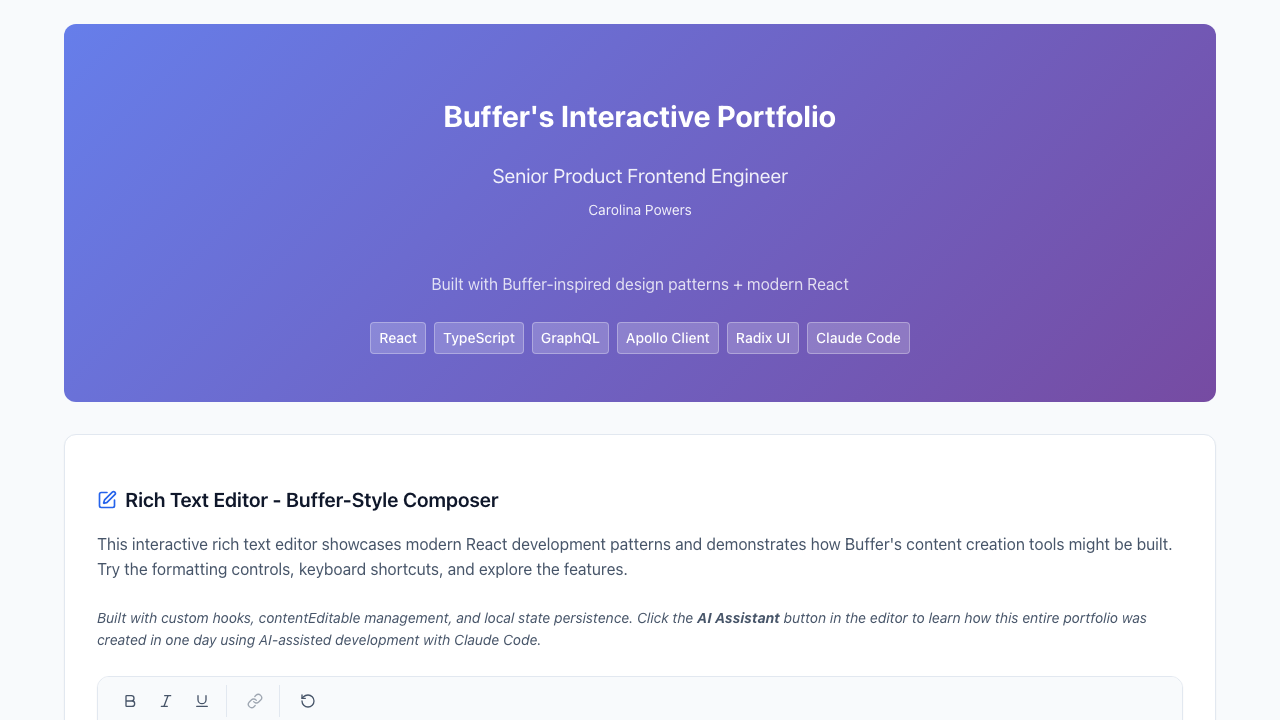 Buffer's Interactive Portfolio
Senior Product Frontend Engineer
Carolina Powers
Built with Buffer-inspired design patterns + modern React
React TypeScript GraphQL Apollo Client Radix UI Claude Code
Rich Text Editor - Buffer-Style Composer
This interactive rich text editor showcases modern React development patterns and demonstrates how Buffer's content creation tools might be built.
Try the formatting controls, keyboard shortcuts, and explore the features.
Built with custom hooks, contentEditable management, and local state persistence. Click the AI Assistant button in the editor to learn how this entire portfolio was
created in one day using AI-assisted development with Claude Code.